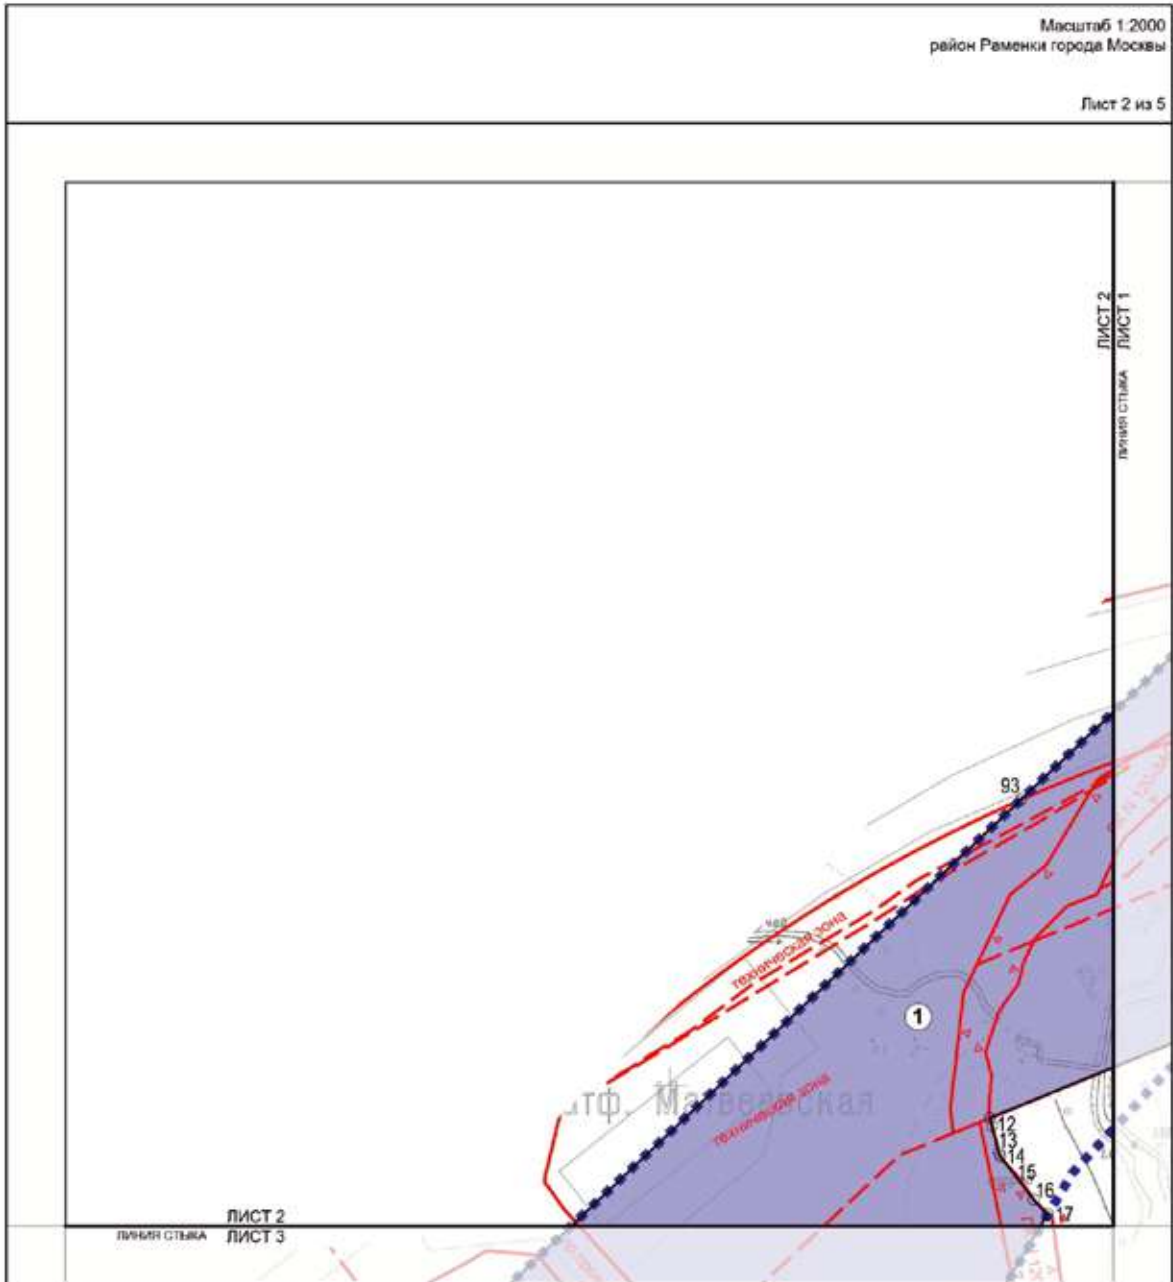 Масштаб 1:2000
район Раменки города Москвы
Лист 2 из 5
ЛИСТ 2
ЛИСТ 1
линия стыка
93
техническая зона
1
техническая зона
12
13
14
15
16
17
ЛИСТ 2
линия стыка ЛИСТ 3